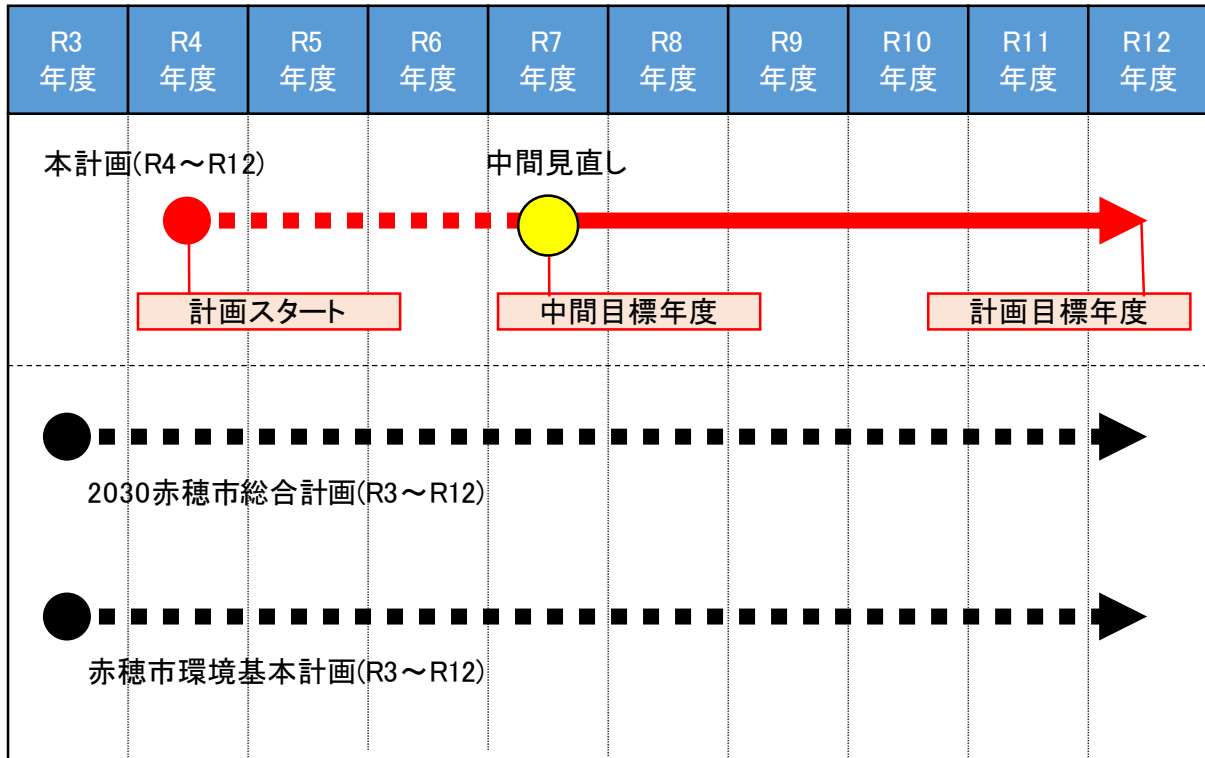 R3
年度
R4
年度
R5
年度
R6
年度
R7
年度
R8
年度
R9
年度
R10
年度
R11
年度
R12
年度
本計画(R4～R12)
中間見直し
計画スタート
中間目標年度
計画目標年度
2030赤穂市総合計画(R3～R12)
赤穂市環境基本計画(R3～R12)